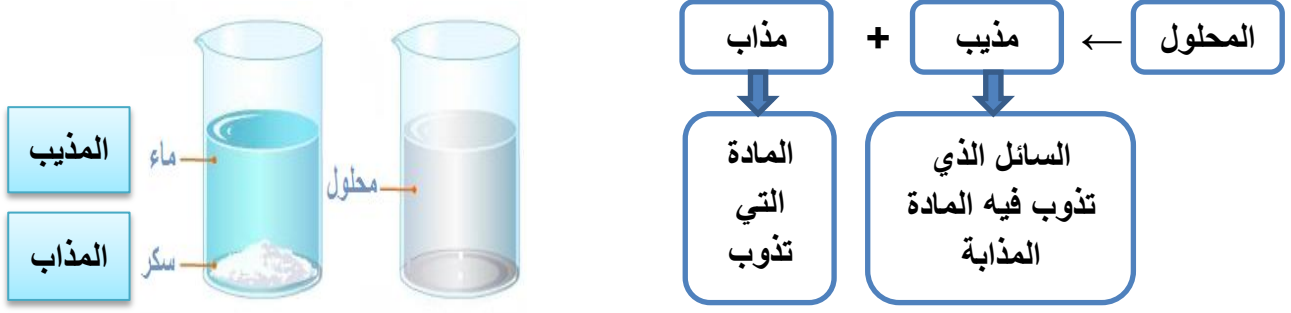 المحلول ← مذيب + مذاب
السائل الذي
تذوب فيه المادة
المذابة
المادة
التي
تذوب
محلول
ماء
سكر
المذيب
المذاب